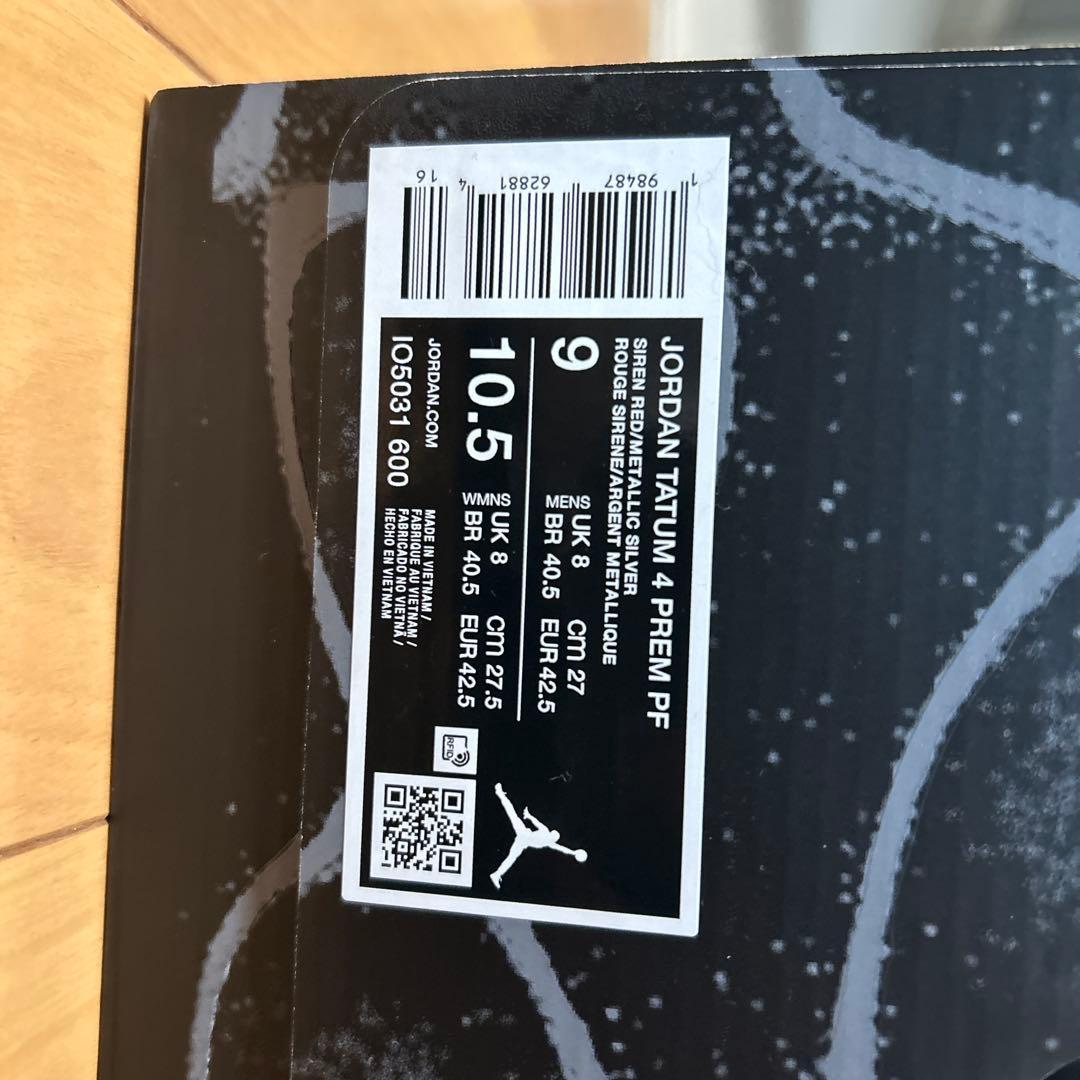 JORDAN TATUM 4 PREM PF
SIREN RED/METALLIC SILVER
ROUGE SIRENE/ARGENT METALLIQUE
9
MENS UK 8 cm 27
BR 40.5 EUR 42.5
10.5
WMNS UK 8 cm 27.5
BR 40.5 EUR 42.5
JORDAN.COM
IO5031 600
MADE IN VIETNAM /
FABRIQUE AU VIETNAM /
FABRICADO NO VIETNÃ /
HECHO EN VIETNAM
RFID
1 98487 62881 4 16